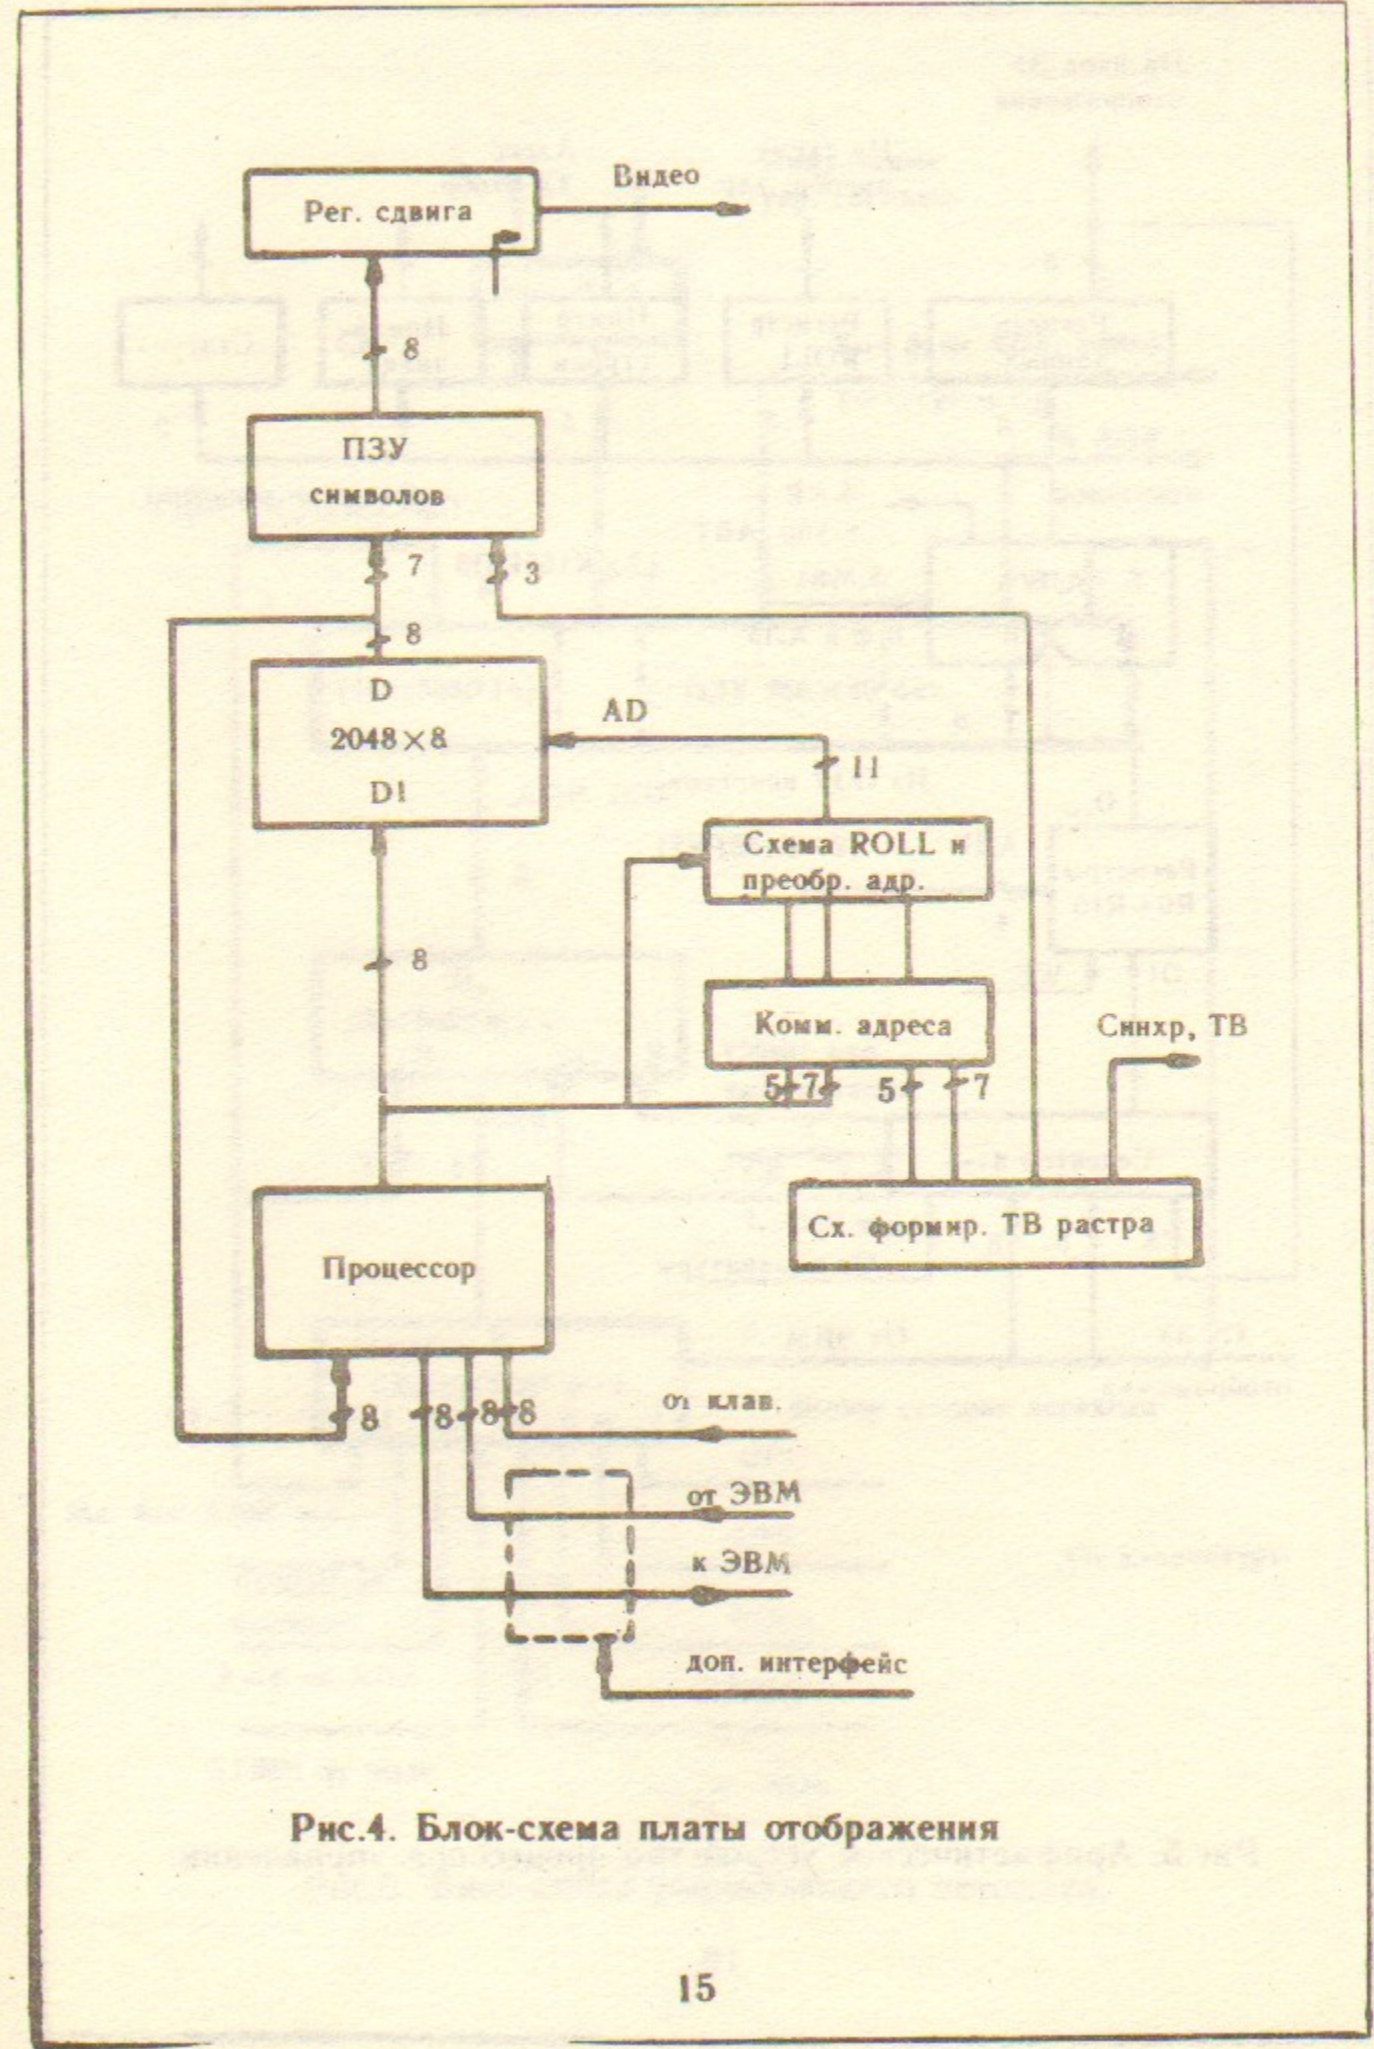 Видео
Рег. сдвига
8
ПЗУ
символов
7
3
8
D
2048×8
D1
AD
11
Схема ROLL и
преобр. адр.
8
Комм. адреса
Синхр, ТВ
5
7
5
7
Сх. формир. ТВ растра
Процессор
8
8
8
8
от клав.
от ЭВМ
к ЭВМ
доп. интерфейс
Рис.4. Блок-схема платы отображения
15